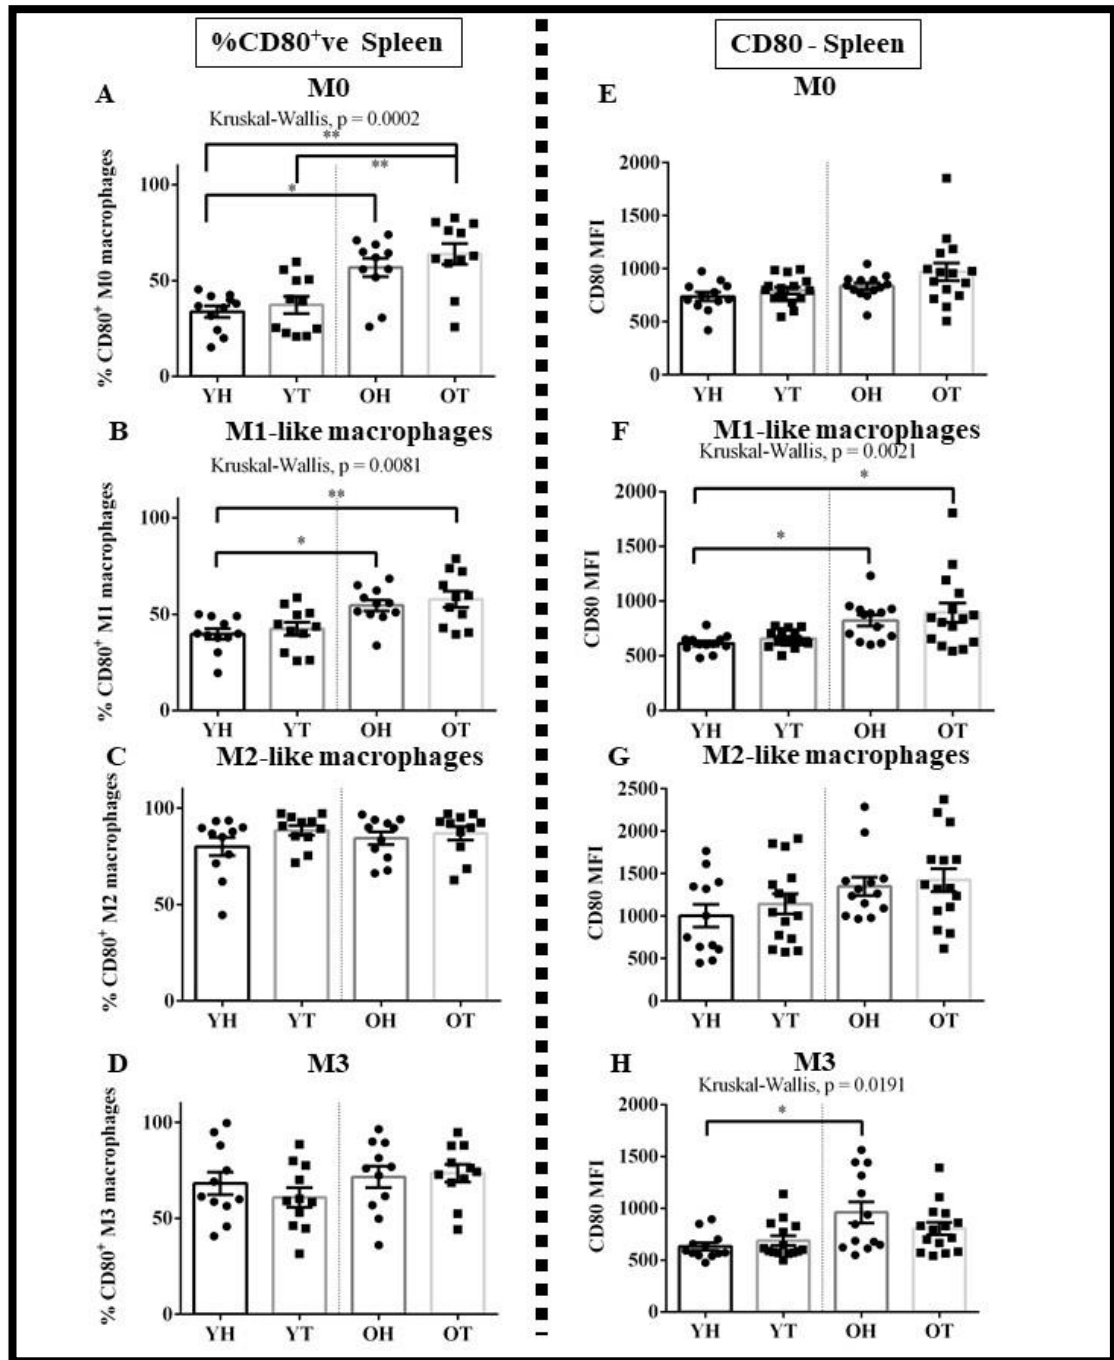 %CD80+ve Spleen
A
M0
Kruskal-Wallis, p = 0.0002
**
**
*
% CD80+ M0 macrophages
100
50
0
YH YT OH OT
B
M1-like macrophages
Kruskal-Wallis, p = 0.0081
**
*
% CD80+ M1 macrophages
100
50
0
YH YT OH OT
C
M2-like macrophages
% CD80+ M2 macrophages
100
50
0
YH YT OH OT
D
M3
% CD80+ M3 macrophages
100
50
0
YH YT OH OT
CD80 - Spleen
E
M0
CD80 MFI
2000
1500
1000
500
0
YH YT OH OT
F
M1-like macrophages
Kruskal-Wallis, p = 0.0021
*
*
CD80 MFI
2000
1500
1000
500
0
YH YT OH OT
G
M2-like macrophages
CD80 MFI
2500
2000
1500
1000
500
0
YH YT OH OT
H
M3
Kruskal-Wallis, p = 0.0191
*
CD80 MFI
2000
1500
1000
500
0
YH YT OH OT